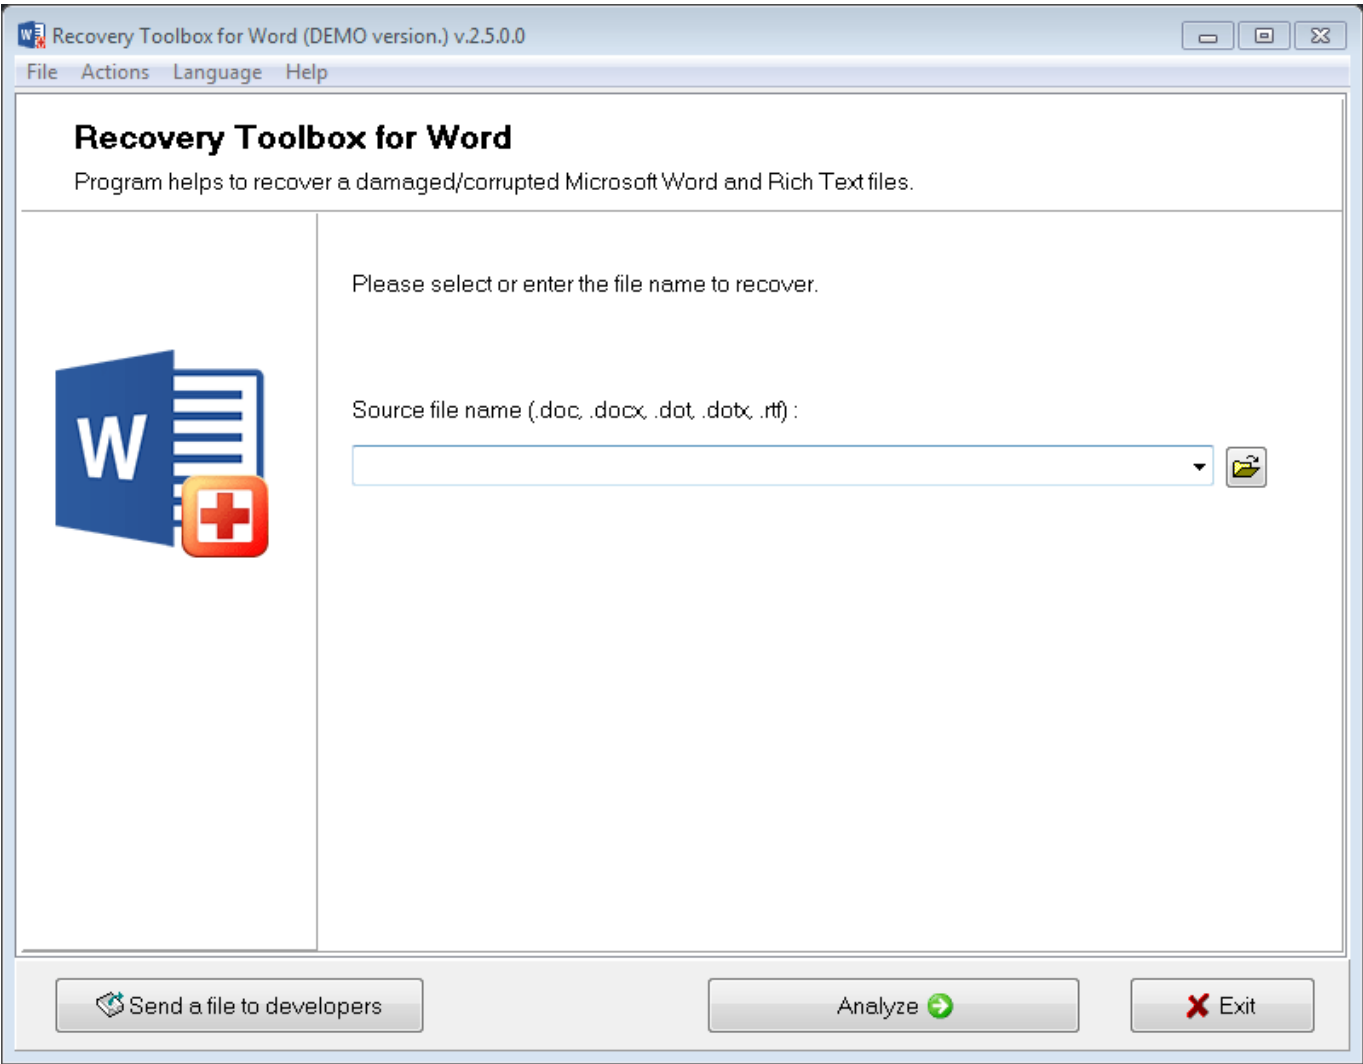 Recovery Toolbox for Word (DEMO version.) v.2.5.0.0
File Actions Language Help
Recovery Toolbox for Word
Program helps to recover a damaged/corrupted Microsoft Word and Rich Text files.
Please select or enter the file name to recover.
W
Source file name (.doc, .docx, .dot, .dotx, .rtf) :
Send a file to developers
Analyze
Exit